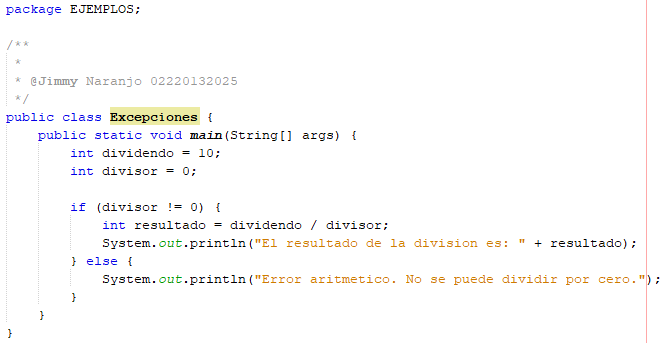 package EJEMPLOS;
/**
 *
 * @Jimmy Naranjo 02220132025
 */
public class Excepciones {
    public static void main(String[] args) {
        int dividendo = 10;
        int divisor = 0;
        if (divisor != 0) {
            int resultado = dividendo / divisor;
            System.out.println("El resultado de la division es: " + resultado);
        } else {
            System.out.println("Error aritmetico. No se puede dividir por cero.");
        }
    }
}